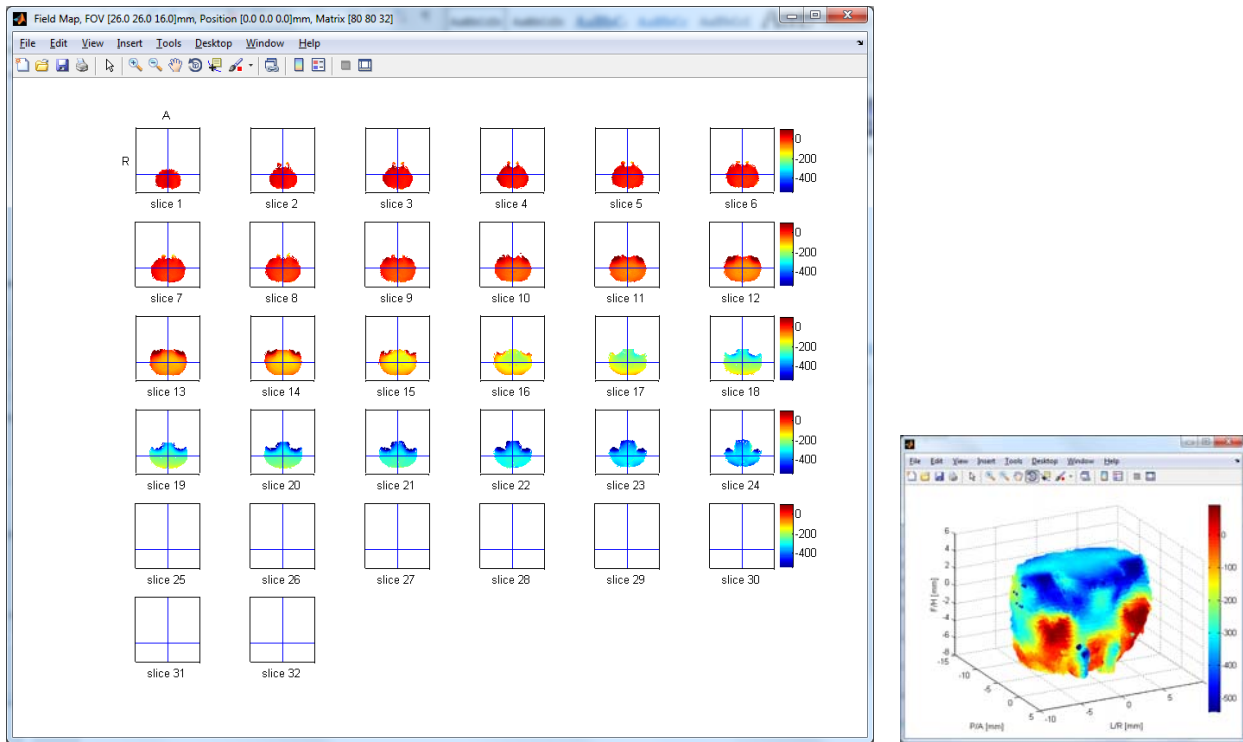 Field Map, FOV [26.0 26.0 16.0]mm, Position [0.0 0.0 0.0]mm, Matrix [80 80 32]
File Edit View Insert Tools Desktop Window Help
A
R
0
-200
-400
slice 1 slice 2 slice 3 slice 4 slice 5 slice 6
0
-200
-400
slice 7 slice 8 slice 9 slice 10 slice 11 slice 12
0
-200
-400
slice 13 slice 14 slice 15 slice 16 slice 17 slice 18
0
-200
-400
slice 19 slice 20 slice 21 slice 22 slice 23 slice 24
0
-200
-400
slice 25 slice 26 slice 27 slice 28 slice 29 slice 30
slice 31 slice 32
File Edit View Insert Tools Desktop Window Help
6
4
2
0
-2
-4
-6
-8
F/H [mm]
-15
-10
-5
0
5
P/A [mm]
-10
-5
0
5
L/R [mm]
0
-100
-200
-300
-400
-500